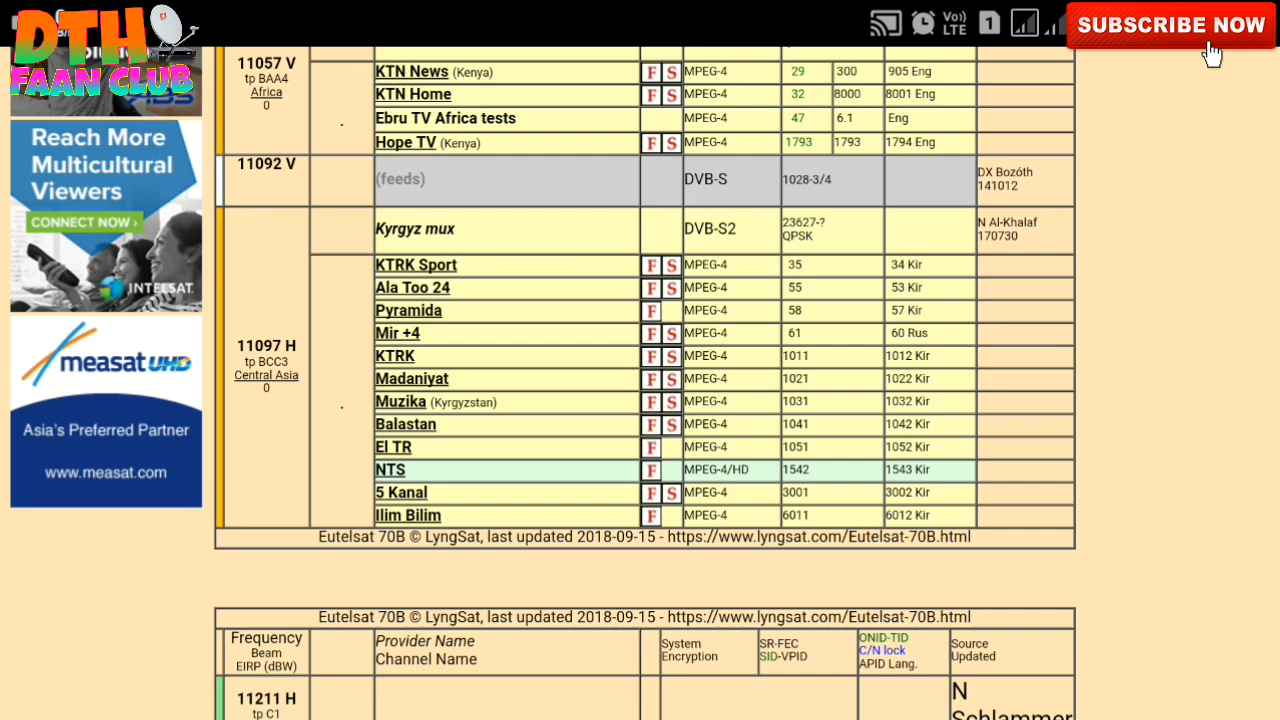 DTH
FAAN CLUB
Vo))
LTE
1
SUBSCRIBE NOW
ABS
Reach More
Multicultural
Viewers
CONNECT NOW ›
INTELSAT
measat UHD
Asia's Preferred Partner
www.measat.com
11057 V
tp BAA4
Africa
0
KTN News (Kenya) F S MPEG-4 29 300 905 Eng
KTN Home F S MPEG-4 32 8000 8001 Eng
. Ebru TV Africa tests MPEG-4 47 6.1 Eng
Hope TV (Kenya) F S MPEG-4 1793 1793 1794 Eng
11092 V (feeds) DVB-S 1028-3/4 DX Bozóth
141012
11097 H
tp BCC3
Central Asia
0
Kyrgyz mux DVB-S2 23627-? N Al-Khalaf
QPSK 170730
KTRK Sport F S MPEG-4 35 34 Kir
Ala Too 24 F S MPEG-4 55 53 Kir
Pyramida F MPEG-4 58 57 Kir
Mir +4 F S MPEG-4 61 60 Rus
KTRK F S MPEG-4 1011 1012 Kir
Madaniyat F S MPEG-4 1021 1022 Kir
. Muzika (Kyrgyzstan) F S MPEG-4 1031 1032 Kir
Balastan F S MPEG-4 1041 1042 Kir
El TR F MPEG-4 1051 1052 Kir
NTS F MPEG-4/HD 1542 1543 Kir
5 Kanal F S MPEG-4 3001 3002 Kir
Ilim Bilim F MPEG-4 6011 6012 Kir
Eutelsat 70B © LyngSat, last updated 2018-09-15 - https://www.lyngsat.com/Eutelsat-70B.html
Eutelsat 70B © LyngSat, last updated 2018-09-15 - https://www.lyngsat.com/Eutelsat-70B.html
Frequency
Beam
EIRP (dBW)
Provider Name
Channel Name
System
Encryption
SR-FEC
SID-VPID
ONID-TID
C/N lock
APID Lang.
Source
Updated
11211 H
tp C1
N
Schlammer